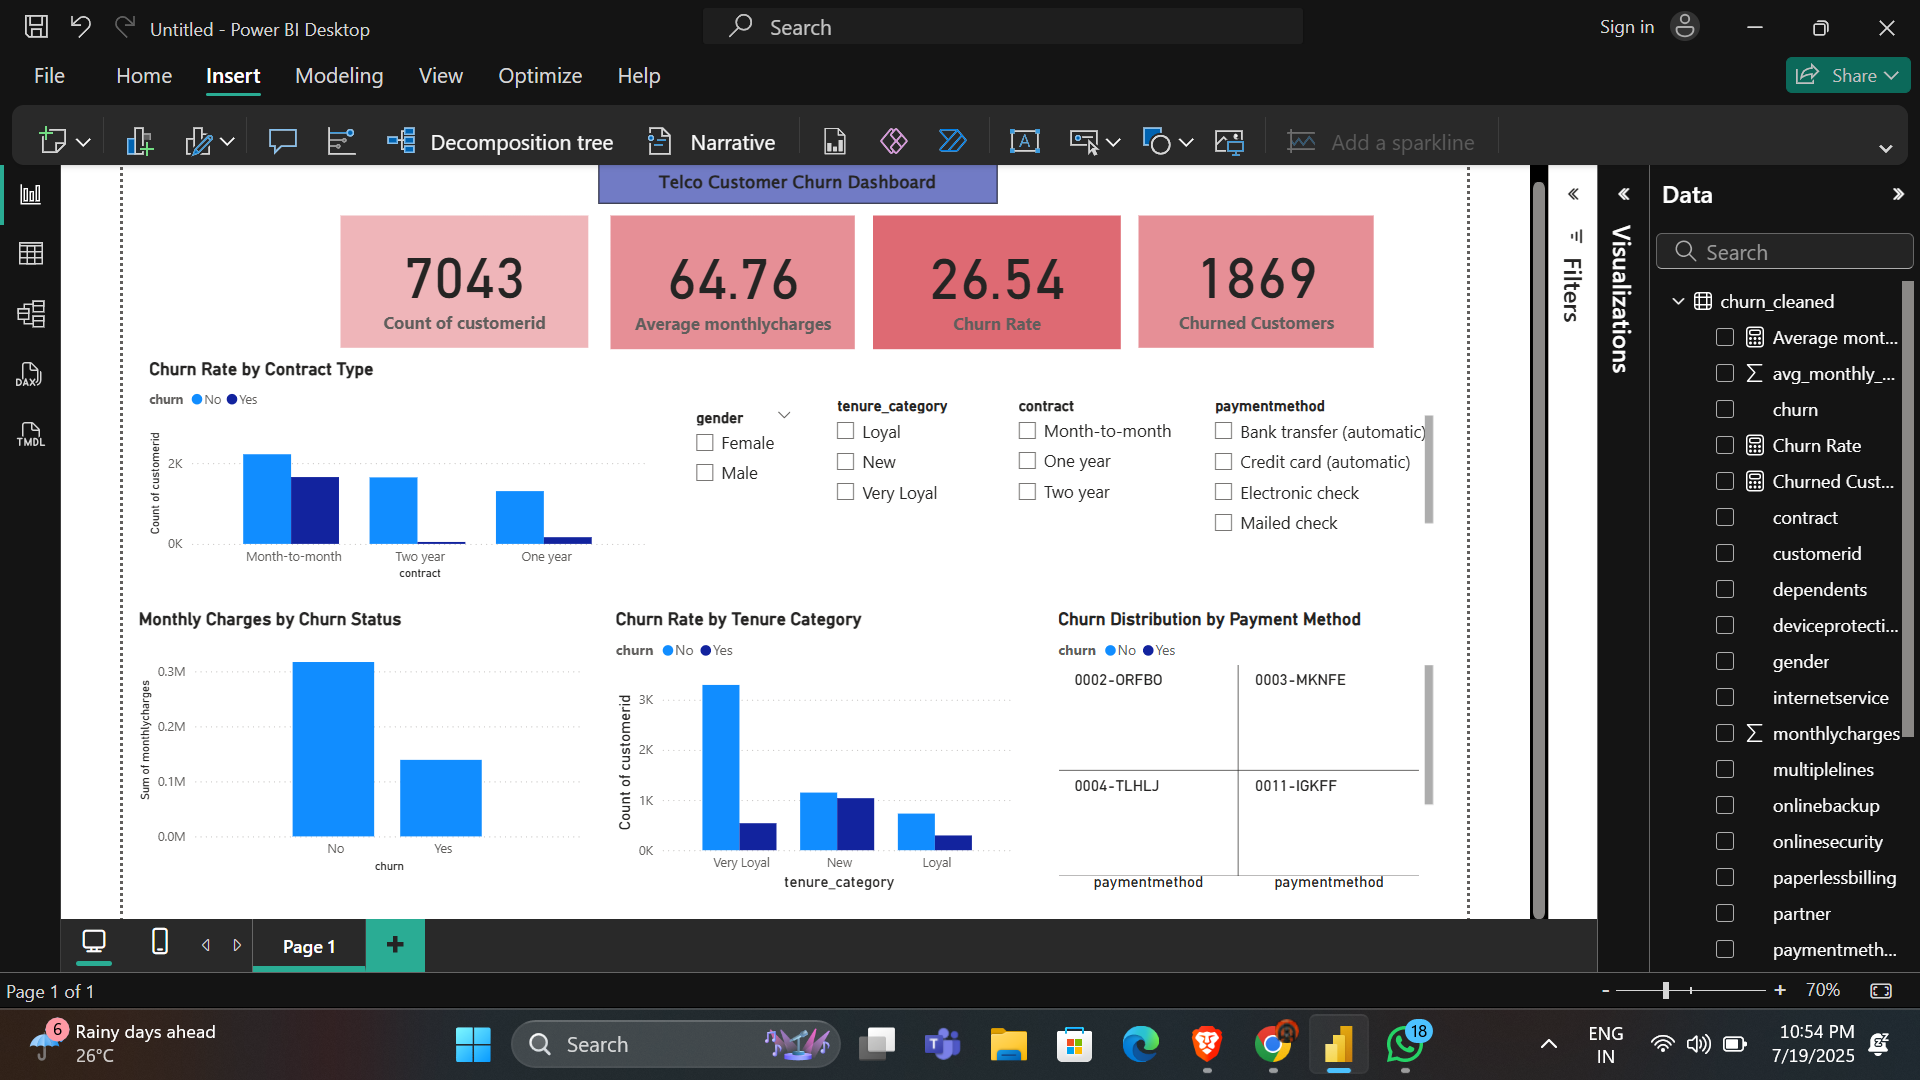 Untitled - Power BI Desktop
Search
Sign in
File Home Insert Modeling View Optimize Help
Share
Decomposition tree
Narrative
Add a sparkline
Telco Customer Churn Dashboard
7043
Count of customerid
64.76
Average monthlycharges
26.54
Churn Rate
1869
Churned Customers
Churn Rate by Contract Type
churn No Yes
Count of customerid
2K
0K
Month-to-month
Two year
One year
contract
gender
Female
Male
tenure_category
Loyal
New
Very Loyal
contract
Month-to-month
One year
Two year
paymentmethod
Bank transfer (automatic)
Credit card (automatic)
Electronic check
Mailed check
Monthly Charges by Churn Status
Sum of monthlycharges
0.3M
0.2M
0.1M
0.0M
No
Yes
churn
Churn Rate by Tenure Category
churn No Yes
Count of customerid
3K
2K
1K
0K
Very Loyal
New
Loyal
tenure_category
Churn Distribution by Payment Method
churn No Yes
0002-ORFBO
0003-MKNFE
0004-TLHLJ
0011-IGKFF
paymentmethod
paymentmethod
Filters
Visualizations
Data
Search
churn_cleaned
Average mont...
avg_monthly_...
churn
Churn Rate
Churned Cust...
contract
customerid
dependents
deviceprotecti...
gender
internetservice
monthlycharges
multiplelines
onlinebackup
onlinesecurity
paperlessbilling
partner
paymentmeth...
DAX
TMDL
Page 1
+
Page 1 of 1
- + 70%
6
Rainy days ahead
26°C
Search
18
ENG
IN
10:54 PM
7/19/2025